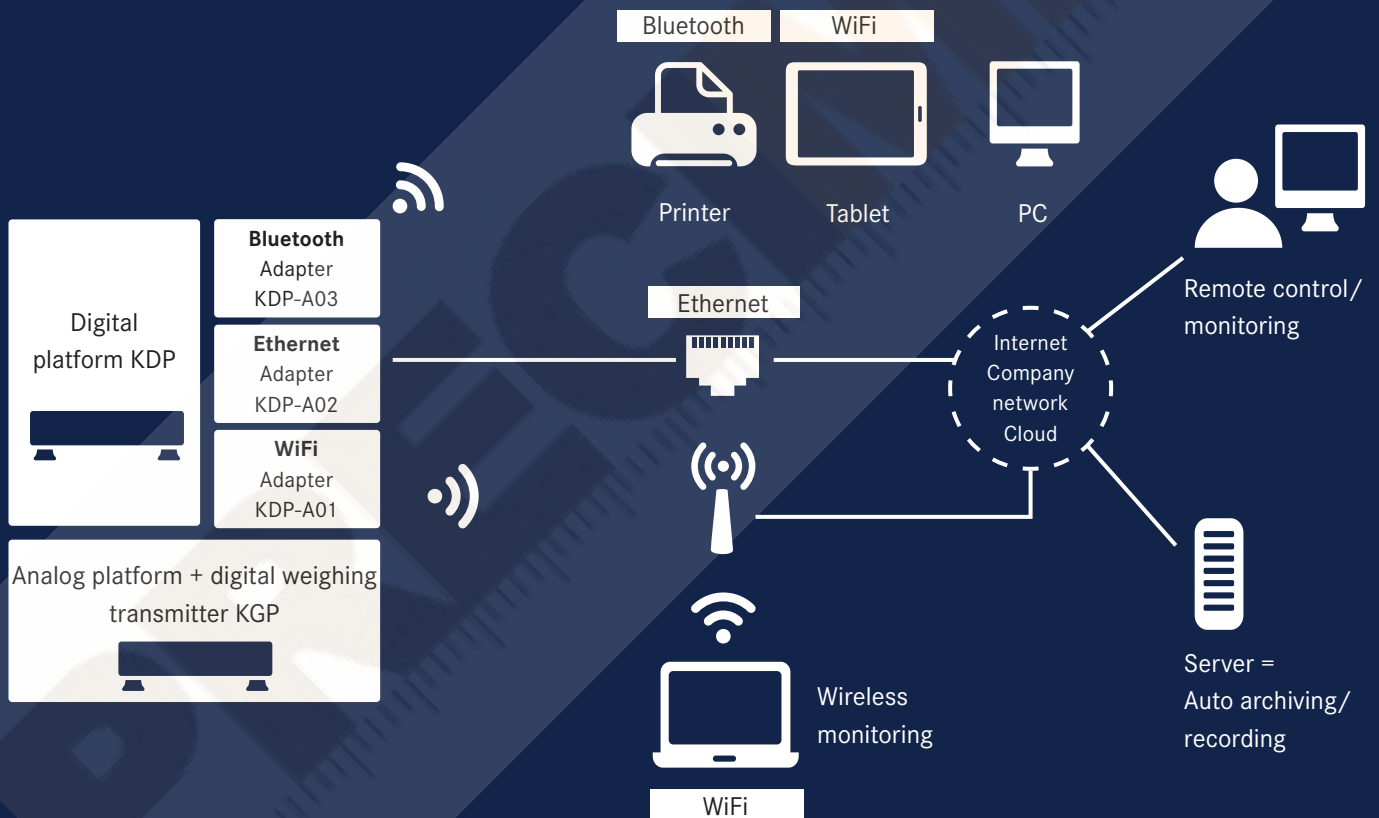 Bluetooth
WiFi
Printer
Tablet
PC
Bluetooth
Adapter
KDP-A03
Digital
platform KDP
Ethernet
Adapter
KDP-A02
WiFi
Adapter
KDP-A01
Analog platform + digital weighing
transmitter KGP
Ethernet
Internet
Company
network
Cloud
Remote control/
monitoring
Server =
Auto archiving/
recording
Wireless
monitoring
WiFi